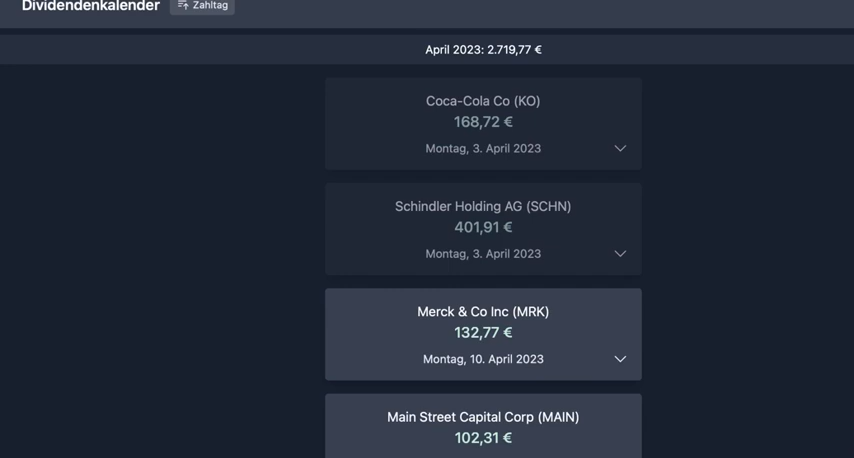 Dividendenkalender
Zahltag
April 2023: 2.719,77 €
Coca-Cola Co (KO)
168,72 €
Montag, 3. April 2023
Schindler Holding AG (SCHN)
401,91 €
Montag, 3. April 2023
Merck & Co Inc (MRK)
132,77 €
Montag, 10. April 2023
Main Street Capital Corp (MAIN)
102,31 €